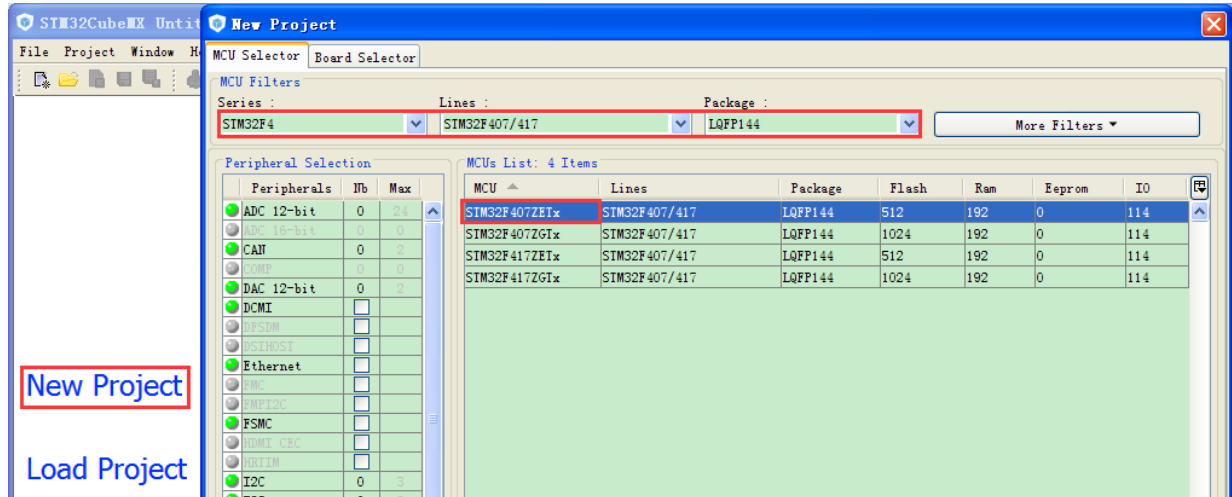 STM32CubeMX Untit
New Project
File Project Window H
MCU Selector Board Selector
MCU Filters
Series : Lines : Package :
STM32F4 STM32F407/417 LQFP144 More Filters
Peripheral Selection MCUs List: 4 Items
Peripherals Nb Max MCU Lines Package Flash Ram Eeprom IO
ADC 12-bit 0 24 STM32F407ZETx STM32F407/417 LQFP144 512 192 0 114
ADC 16-bit 0 0 STM32F407ZGTx STM32F407/417 LQFP144 1024 192 0 114
CAN 0 2 STM32F417ZETx STM32F407/417 LQFP144 512 192 0 114
COMP 0 0 STM32F417ZGTx STM32F407/417 LQFP144 1024 192 0 114
DAC 12-bit 0 2
DCMI
DFSDM
DSIHOST
Ethernet
New Project
FMC
FMPI2C
FSMC
HDMI CEC
HRTIM
Load Project
I2C 0 3